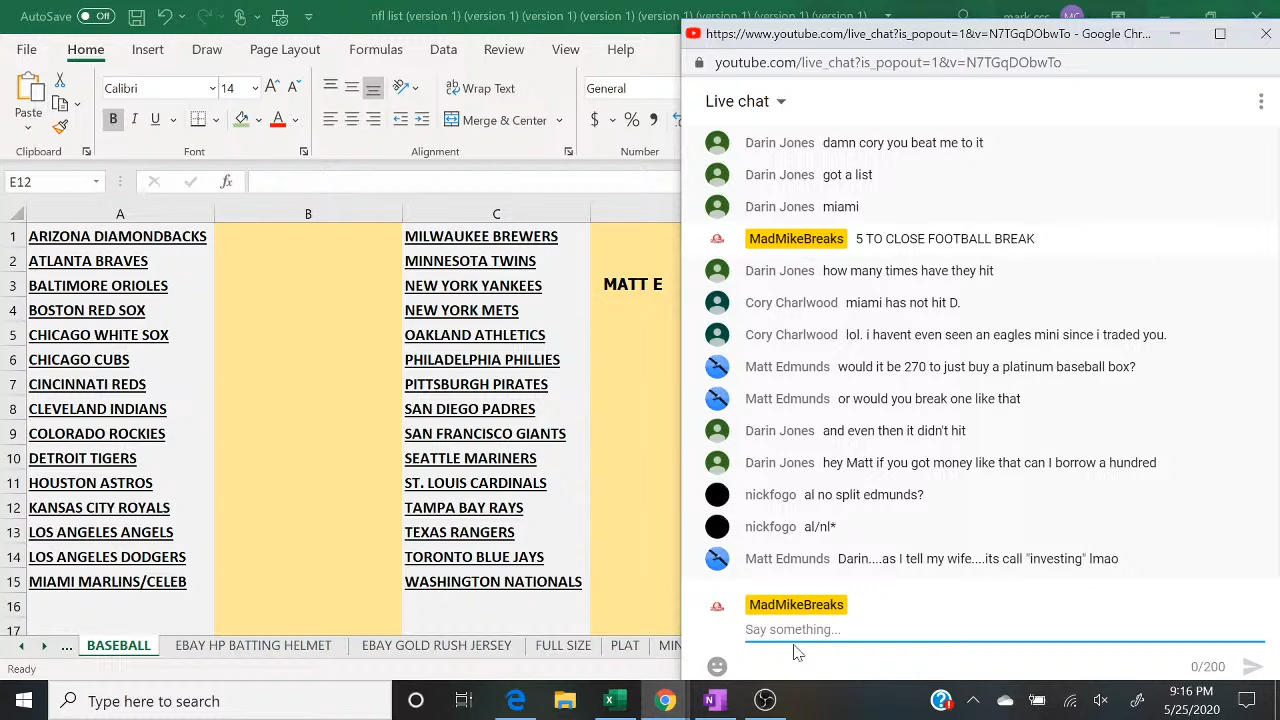 AutoSave Off
nfl list (version 1) (version 1) (version 1) (version 1) (version 1)
mark ccs
MC
File Home Insert Draw Page Layout Formulas Data Review View Help
Paste
Calibri 14
B I U
Wrap Text
Merge & Center
General
$ % 9
Clipboard Font Alignment Number
E12
fx
A B C
1 ARIZONA DIAMONDBACKS MILWAUKEE BREWERS
2 ATLANTA BRAVES MINNESOTA TWINS
3 BALTIMORE ORIOLES NEW YORK YANKEES MATT E
4 BOSTON RED SOX NEW YORK METS
5 CHICAGO WHITE SOX OAKLAND ATHLETICS
6 CHICAGO CUBS PHILADELPHIA PHILLIES
7 CINCINNATI REDS PITTSBURGH PIRATES
8 CLEVELAND INDIANS SAN DIEGO PADRES
9 COLORADO ROCKIES SAN FRANCISCO GIANTS
10 DETROIT TIGERS SEATTLE MARINERS
11 HOUSTON ASTROS ST. LOUIS CARDINALS
12 KANSAS CITY ROYALS TAMPA BAY RAYS
13 LOS ANGELES ANGELS TEXAS RANGERS
14 LOS ANGELES DODGERS TORONTO BLUE JAYS
15 MIAMI MARLINS/CELEB WASHINGTON NATIONALS
16
17
... BASEBALL EBAY HP BATTING HELMET EBAY GOLD RUSH JERSEY FULL SIZE PLAT MIN
Ready
https://www.youtube.com/live_chat?is_popout=1&v=N7TGqDObwTo - Google Chr...
youtube.com/live_chat?is_popout=1&v=N7TGqDObwTo
Live chat
Darin Jones damn cory you beat me to it
Darin Jones got a list
Darin Jones miami
MadMikeBreaks 5 TO CLOSE FOOTBALL BREAK
Darin Jones how many times have they hit
Cory Charlwood miami has not hit D.
Cory Charlwood lol. i havent even seen an eagles mini since i traded you.
Matt Edmunds would it be 270 to just buy a platinum baseball box?
Matt Edmunds or would you break one like that
Darin Jones and even then it didn't hit
Darin Jones hey Matt if you got money like that can I borrow a hundred
nickfogo al no split edmunds?
nickfogo al/nl*
Matt Edmunds Darin....as I tell my wife....its call "investing" lmao
MadMikeBreaks
Say something...
0/200
Type here to search
9:16 PM
5/25/2020